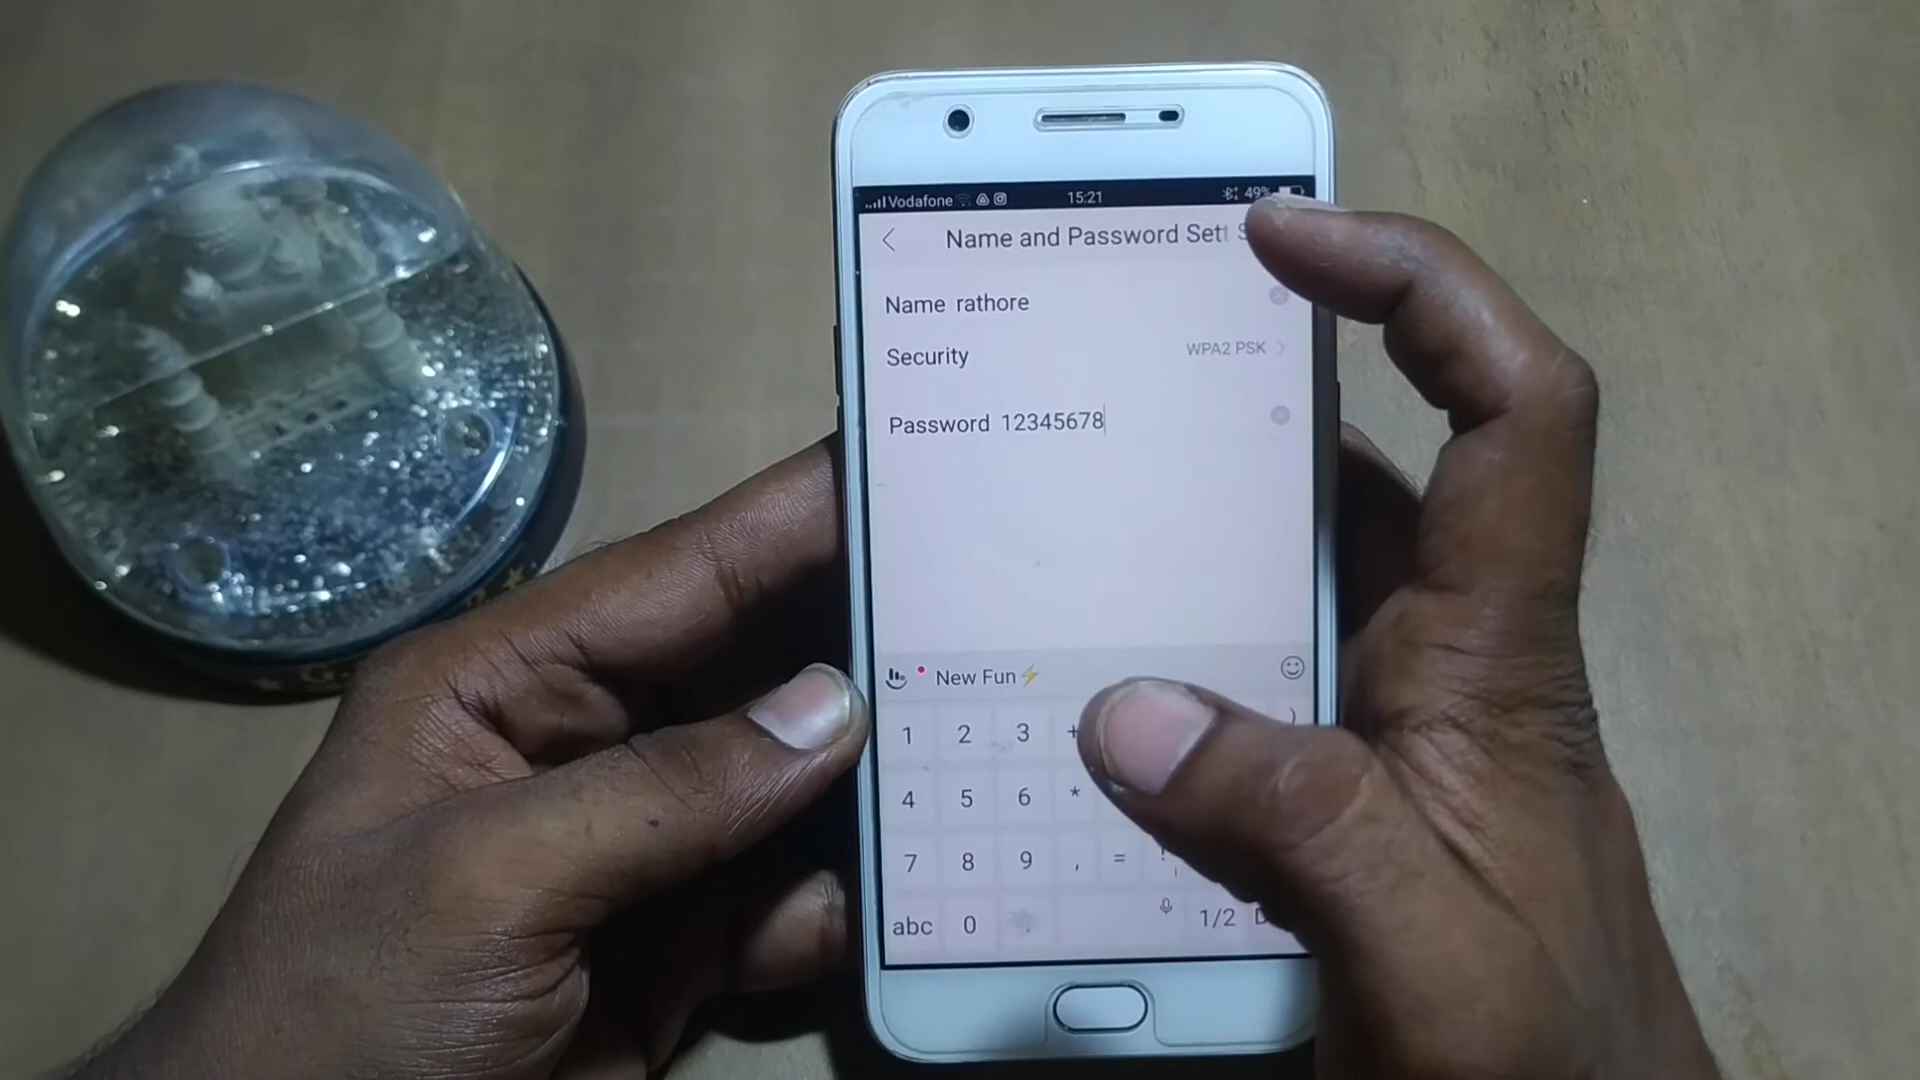 Vodafone 15:21 49%
Name and Password Sett S
Name rathore
Security WPA2 PSK
Password 12345678
New Fun⚡
1 2 3 + )
4 5 6 *
7 8 9 , = !
abc 0 1/2 D
G